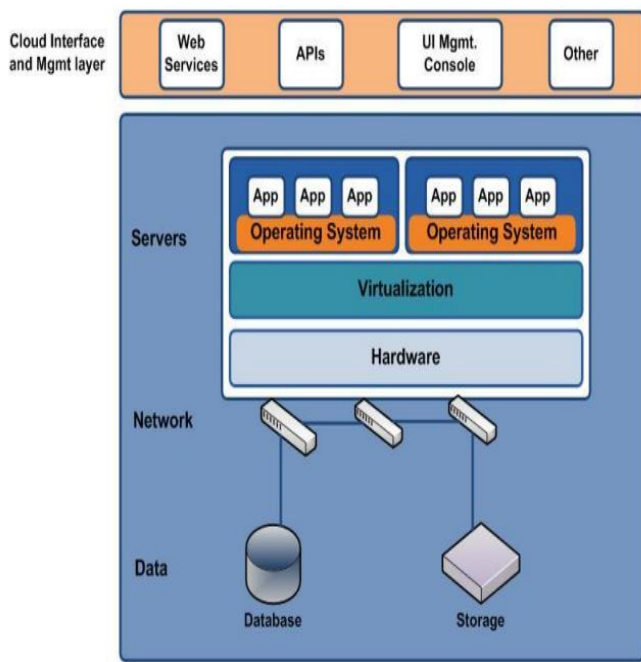 Cloud Interface
and Mgmt layer
Web
Services
APIs
UI Mgmt.
Console
Other
Servers
App App App
Operating System
App App App
Operating System
Virtualization
Hardware
Network
Data
Database
Storage